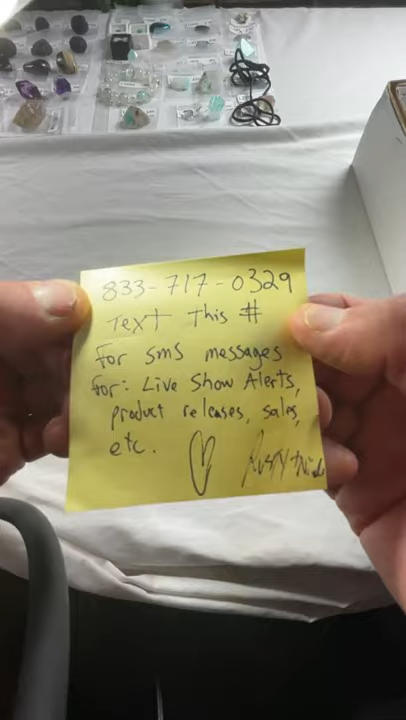 833-717-0329
Text This #
For sms messages
For: Live Show Alerts,
product releases, sales,
etc.